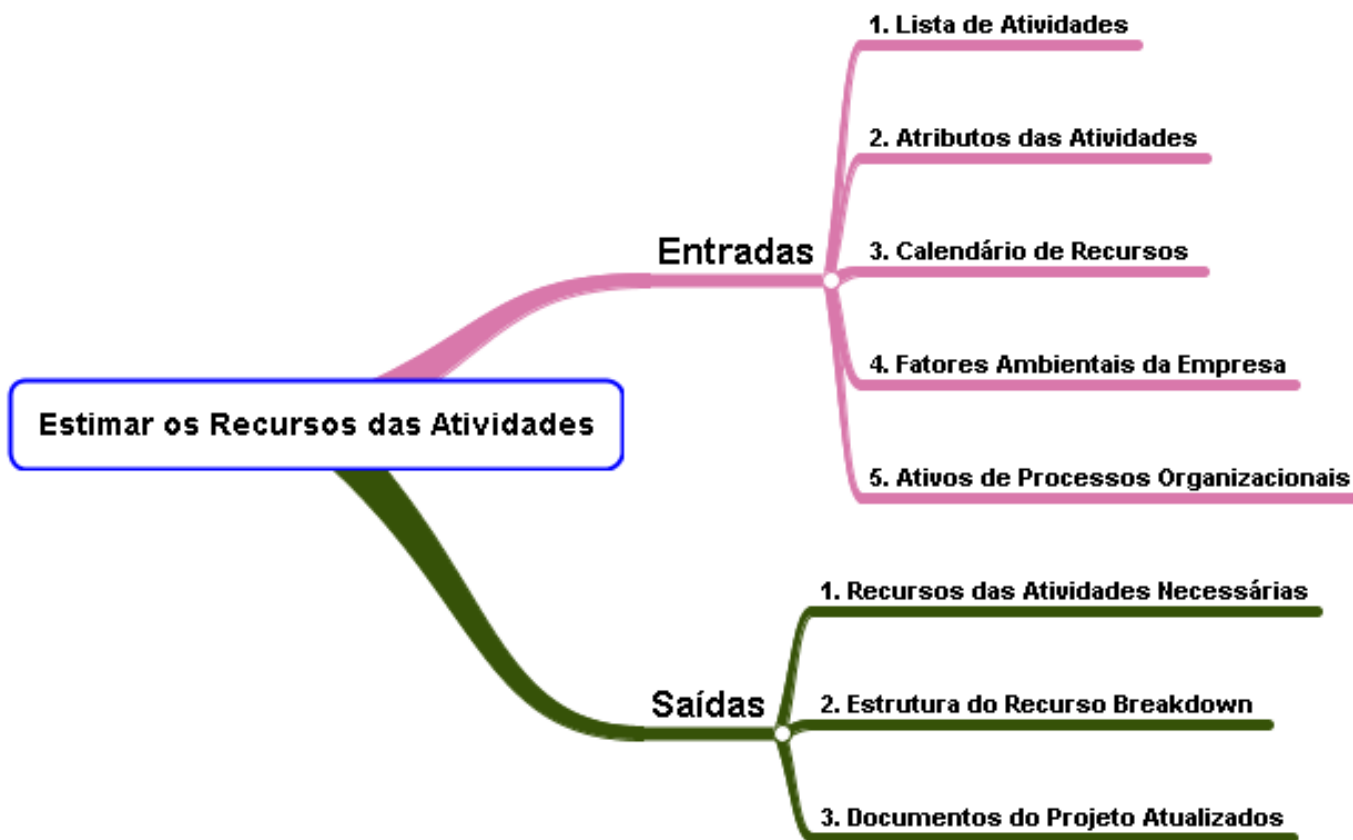 1. Lista de Atividades
2. Atributos das Atividades
Entradas
3. Calendário de Recursos
4. Fatores Ambientais da Empresa
Estimar os Recursos das Atividades
5. Ativos de Processos Organizacionais
1. Recursos das Atividades Necessárias
Saídas
2. Estrutura do Recurso Breakdown
3. Documentos do Projeto Atualizados